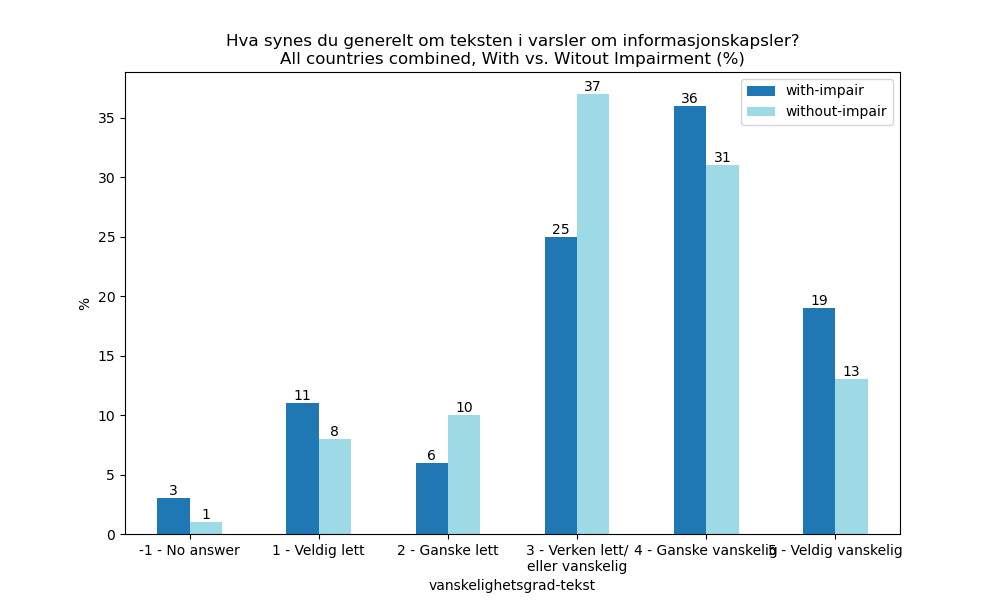 Hva synes du generelt om teksten i varsler om informasjonskapsler?
All countries combined, With vs. Witout Impairment (%)
with-impair
without-impair
%
35
30
25
20
15
10
5
0
3
1
11
8
6
10
25
37
36
31
19
13
-1 - No answer
1 - Veldig lett
2 - Ganske lett
3 - Verken lett/
eller vanskelig
4 - Ganske vanskelig
5 - Veldig vanskelig
vanskelighetsgrad-tekst